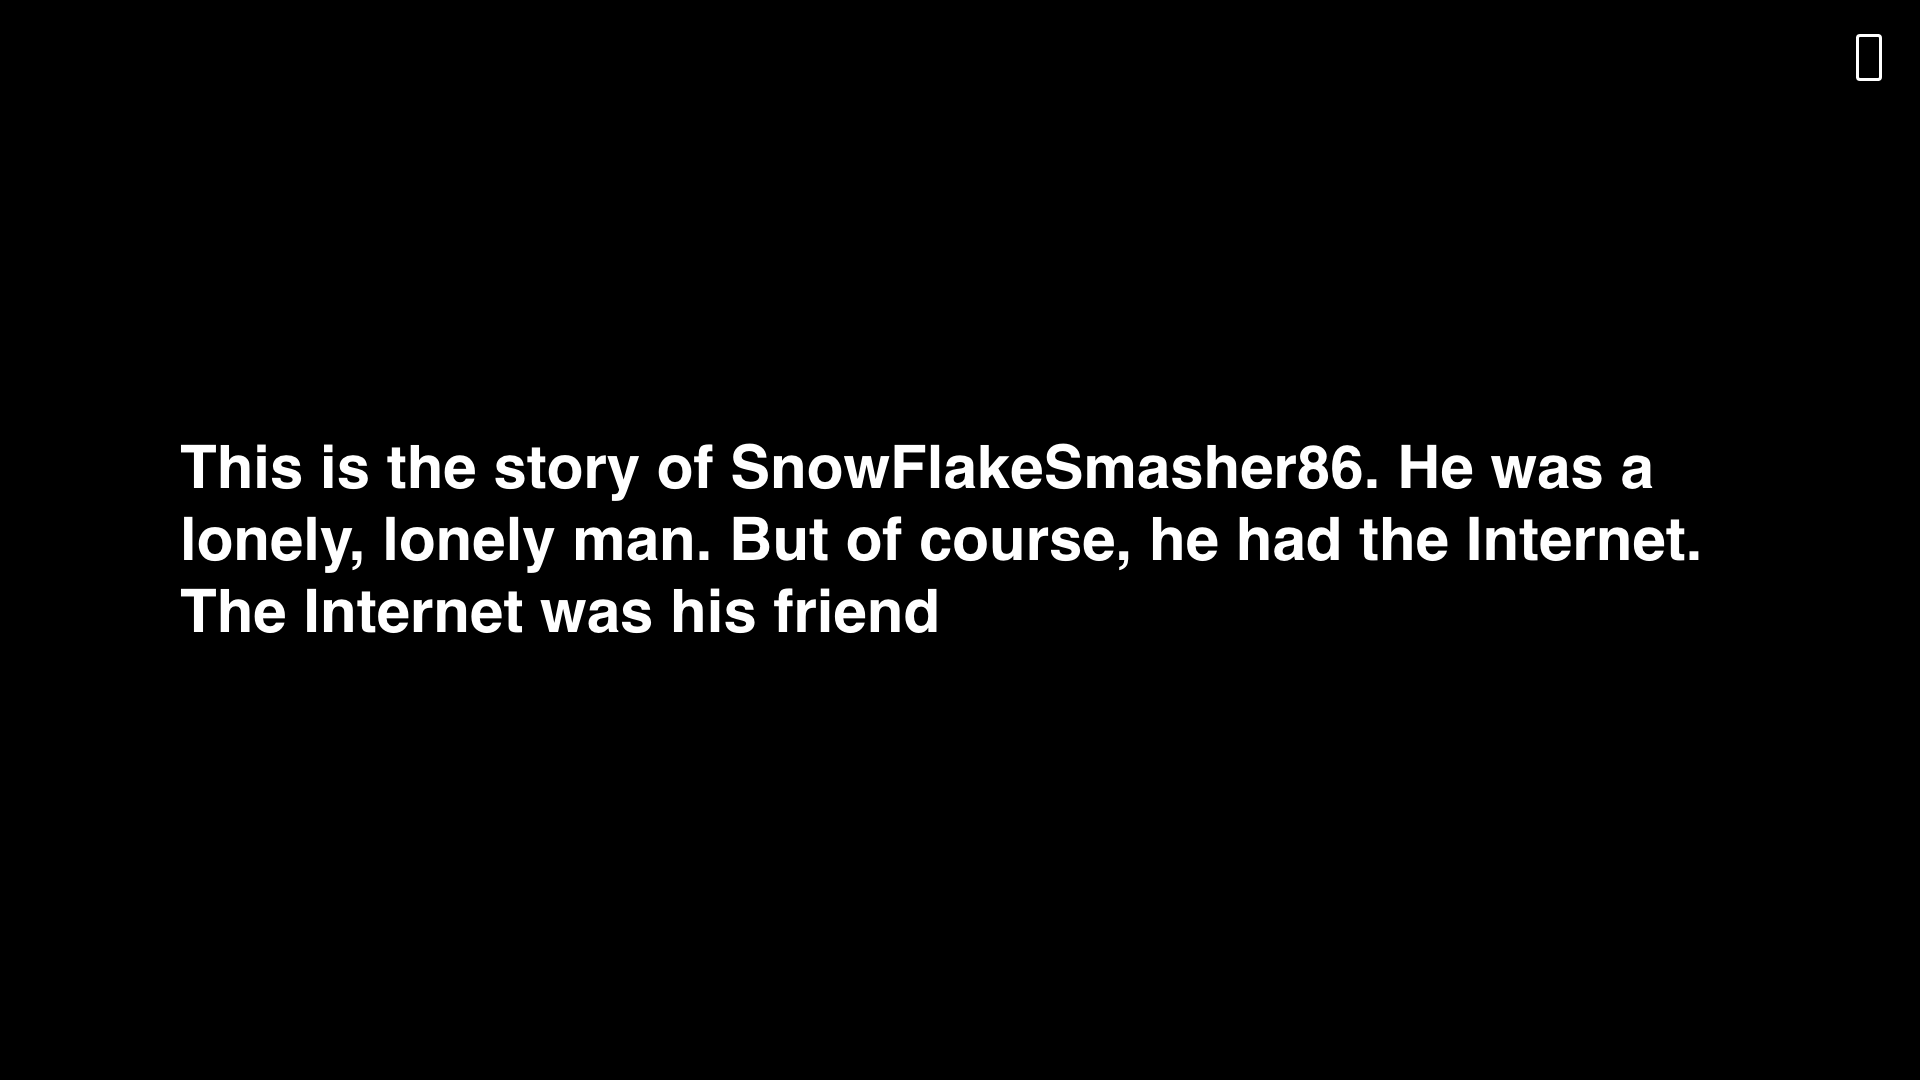 This is the story of SnowFlakeSmasher86. He was a
lonely, lonely man. But of course, he had the Internet.
The Internet was his friend